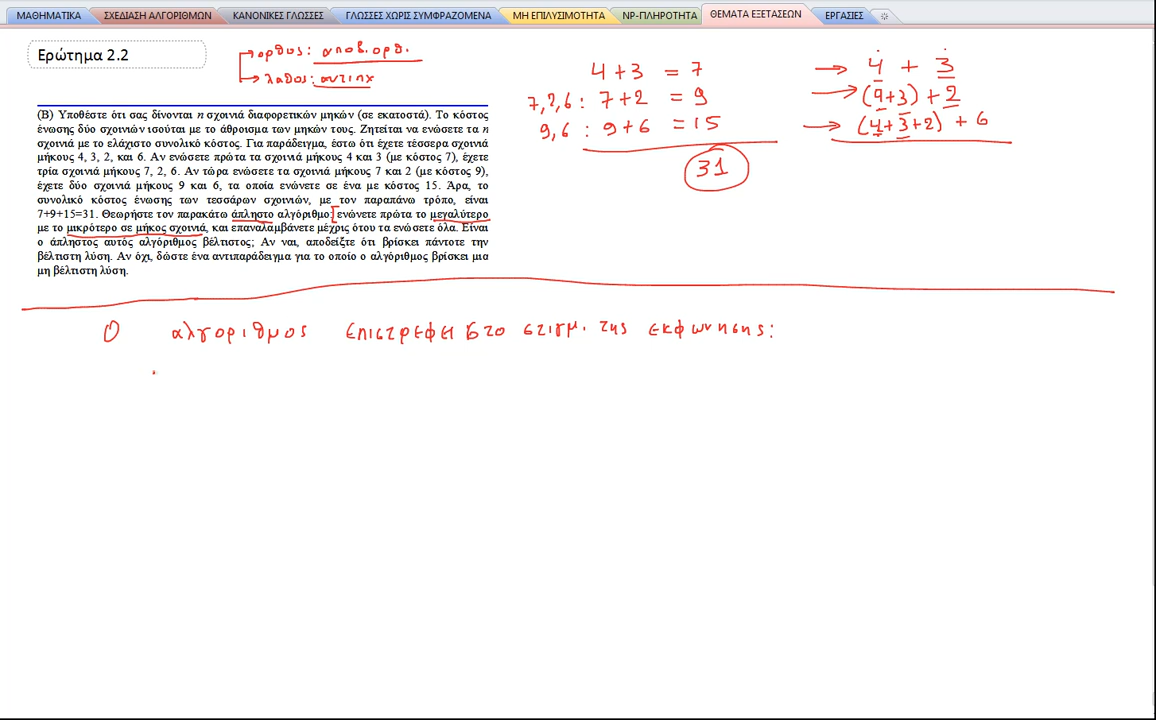 ΜΑΘΗΜΑΤΙΚΑ ΣΧΕΔΙΑΣΗ ΑΛΓΟΡΙΘΜΩΝ ΚΑΝΟΝΙΚΕΣ ΓΛΩΣΣΕΣ ΓΛΩΣΣΕΣ ΧΩΡΙΣ ΣΥΜΦΡΑΖΟΜΕΝΑ ΜΗ ΕΠΙΛΥΣΙΜΟΤΗΤΑ NP-ΠΛΗΡΟΤΗΤΑ ΘΕΜΑΤΑ ΕΞΕΤΑΣΕΩΝ ΕΡΓΑΣΙΕΣ
Ερώτημα 2.2
ορθος: αποδ. ορθ.
λαθος: αντιπ
(Β) Υποθέστε ότι σας δίνονται n σχοινιά διαφορετικών μηκών (σε εκατοστά). Το κόστος
ένωσης δύο σχοινιών ισούται με το άθροισμα των μηκών τους. Ζητείται να ενώσετε τα n
σχοινιά με το ελάχιστο συνολικό κόστος. Για παράδειγμα, έστω ότι έχετε τέσσερα σχοινιά
μήκους 4, 3, 2, και 6. Αν ενώσετε πρώτα τα σχοινιά μήκους 4 και 3 (με κόστος 7), έχετε
τρία σχοινιά μήκους 7, 2, 6. Αν τώρα ενώσετε τα σχοινιά μήκους 7 και 2 (με κόστος 9),
έχετε δύο σχοινιά μήκους 9 και 6, τα οποία ενώνετε σε ένα με κόστος 15. Άρα, το
συνολικό κόστος ένωσης των τεσσάρων σχοινιών, με τον παραπάνω τρόπο, είναι
7+9+15=31. Θεωρήστε τον παρακάτω άπληστο αλγόριθμο: ενώνετε πρώτα το μεγαλύτερο
με το μικρότερο σε μήκος σχοινιά, και επαναλαμβάνετε μέχρις ότου τα ενώσετε όλα. Είναι
ο άπληστος αυτός αλγόριθμος βέλτιστος; Αν ναι, αποδείξτε ότι βρίσκει πάντοτε την
βέλτιστη λύση. Αν όχι, δώστε ένα αντιπαράδειγμα για το οποίο ο αλγόριθμος βρίσκει μια
μη βέλτιστη λύση.
4+3 = 7
7,2,6: 7+2 = 9
9,6: 9+6 = 15
31
→ 4 + 3
→ (4+3)+2
→ (4+3+2) + 6
Ο αλγοριθμος επιστρεφει στο στιγμ. της εκφωνησης: